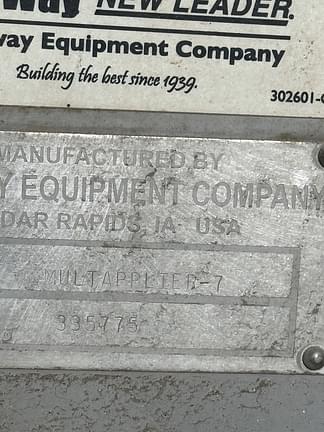 Way NEW LEADER.
way Equipment Company
Building the best since 1939.
302601-
MANUFACTURED BY
Y EQUIPMENT COMPANY
DAR RAPIDS, IA USA
MULTAPPLIER-7
335775